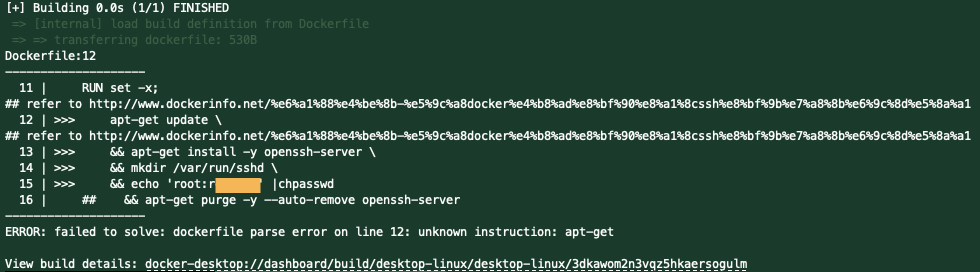 [+] Building 0.0s (1/1) FINISHED
=> [internal] load build definition from Dockerfile
=> => transferring dockerfile: 530B
Dockerfile:12
--------------------
11 |     RUN set -x;
## refer to http://www.dockerinfo.net/%e6%a1%88%e4%be%8b-%e5%9c%a8docker%e4%b8%ad%e8%bf%90%e8%a1%8cssh%e8%bf%9b%e7%a8%8b%e6%9c%8d%e5%8a%a1
12 | >>>     apt-get update \
## refer to http://www.dockerinfo.net/%e6%a1%88%e4%be%8b-%e5%9c%a8docker%e4%b8%ad%e8%bf%90%e8%a1%8cssh%e8%bf%9b%e7%a8%8b%e6%9c%8d%e5%8a%a1
13 | >>>     && apt-get install -y openssh-server \
14 | >>>     && mkdir /var/run/sshd \
15 | >>>     && echo 'root:r      ' |chpasswd
16 |     ##    && apt-get purge -y --auto-remove openssh-server
--------------------
ERROR: failed to solve: dockerfile parse error on line 12: unknown instruction: apt-get
View build details: docker-desktop://dashboard/build/desktop-linux/desktop-linux/3dkawom2n3vqz5hkaersogulm